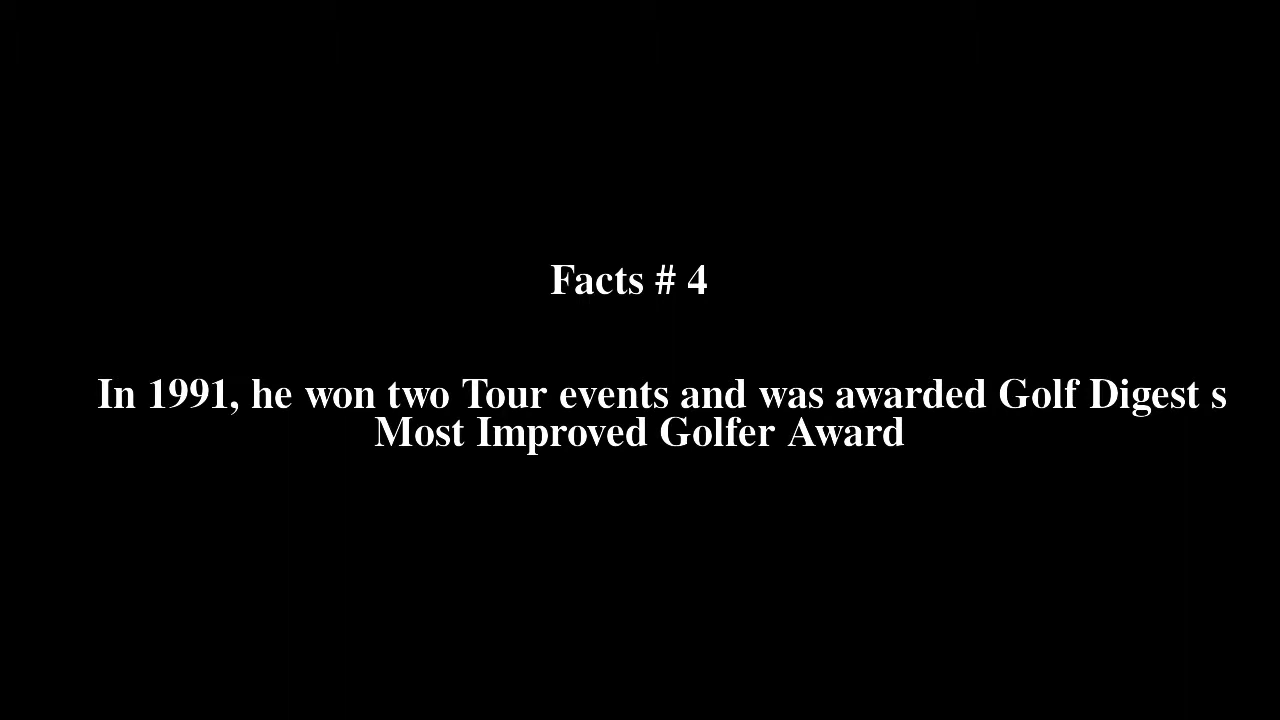 Facts # 4
In 1991, he won two Tour events and was awarded Golf Digest s
Most Improved Golfer Award